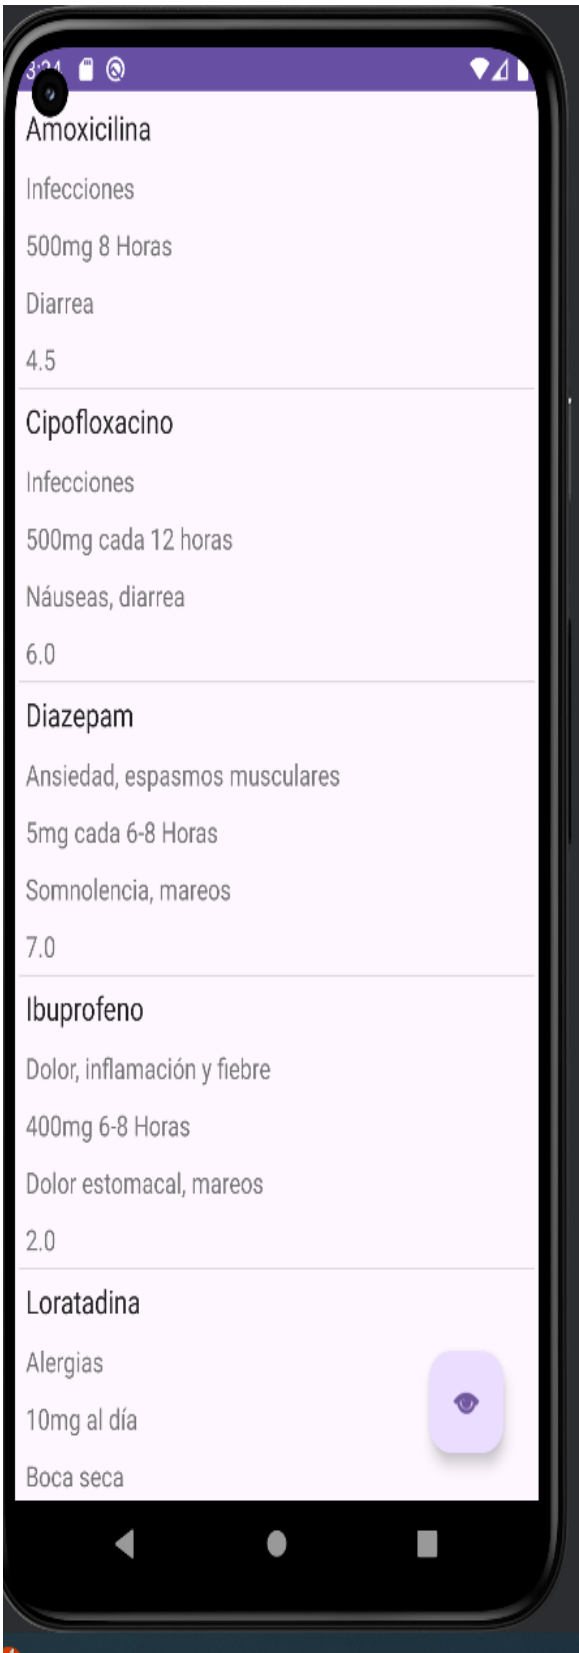 Amoxicilina
Infecciones
500mg 8 Horas
Diarrea
4.5
Cipofloxacino
Infecciones
500mg cada 12 horas
Náuseas, diarrea
6.0
Diazepam
Ansiedad, espasmos musculares
5mg cada 6-8 Horas
Somnolencia, mareos
7.0
Ibuprofeno
Dolor, inflamación y fiebre
400mg 6-8 Horas
Dolor estomacal, mareos
2.0
Loratadina
Alergias
10mg al día
Boca seca